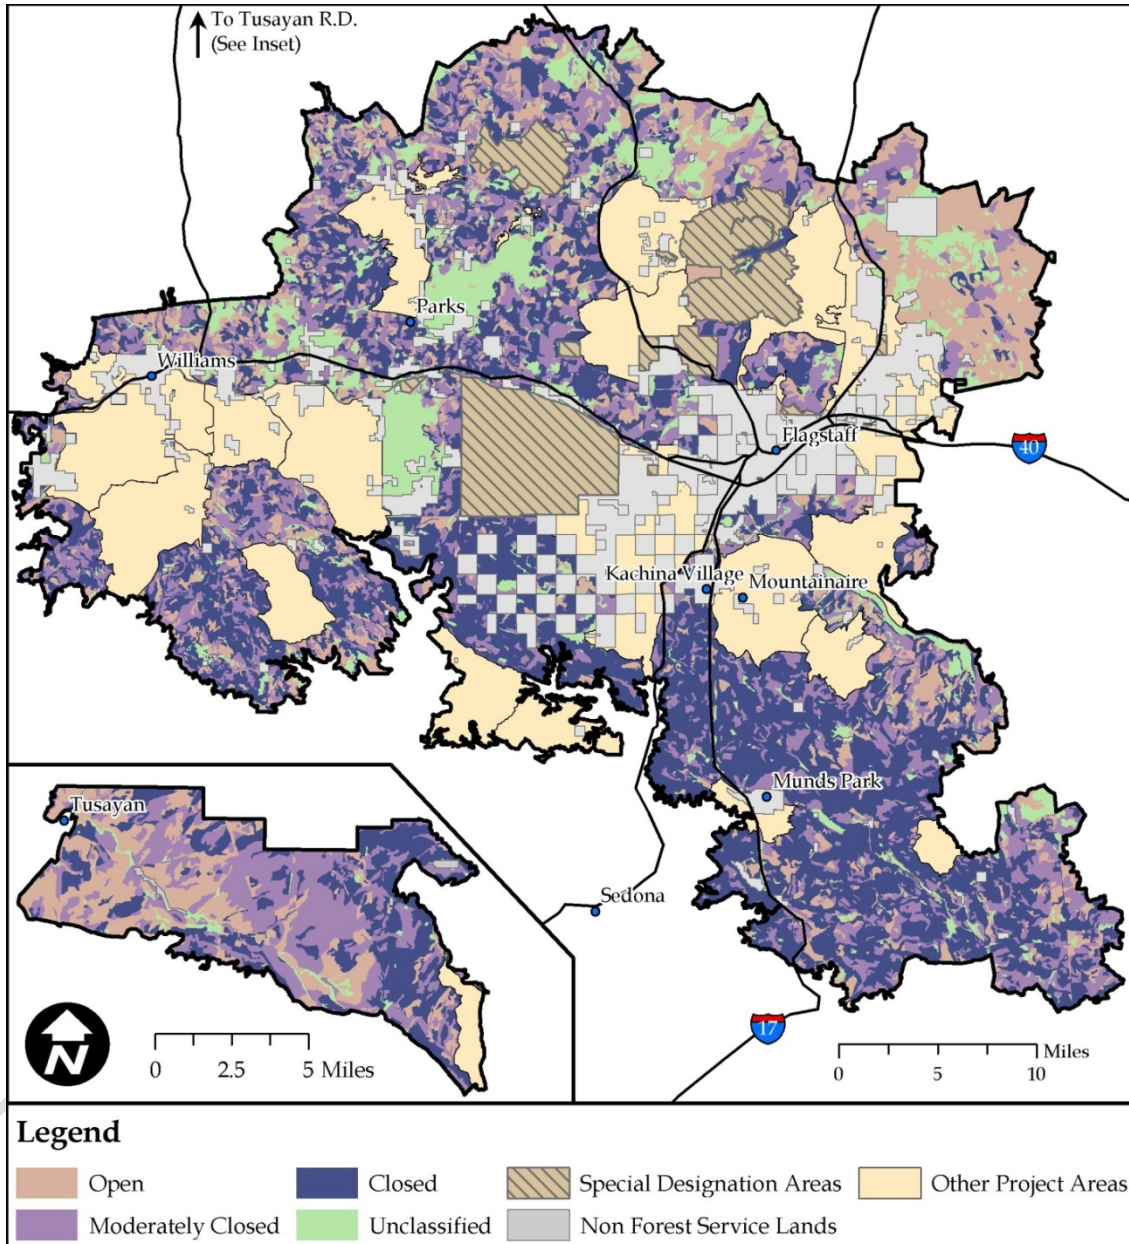 To Tusayan R.D.
(See Inset)
Parks
Williams
Flagstaff
40
Kachina Village
Mountainaire
Munds Park
Tusayan
Sedona
17
N
0 2.5 5 Miles
Miles
0 5 10
Legend
Open
Closed
Special Designation Areas
Other Project Areas
Moderately Closed
Unclassified
Non Forest Service Lands